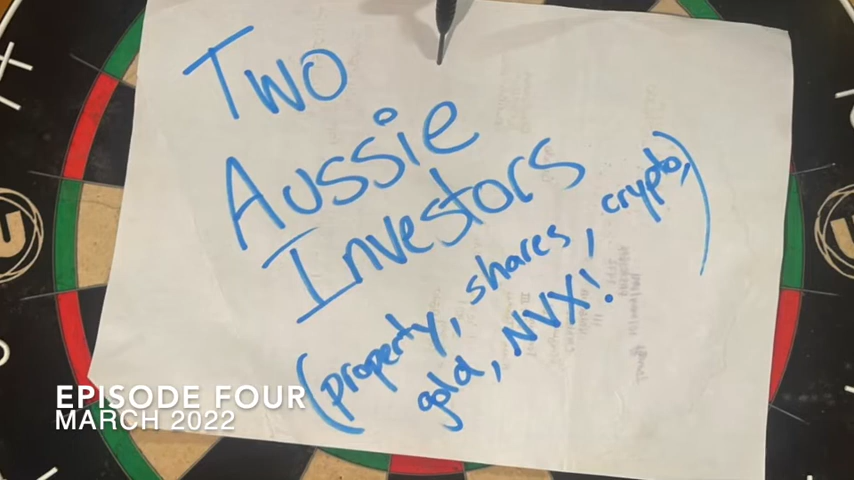 Two
Aussie
Investors
(property, shares, crypto,)
gold, NVX!
EPISODE FOUR
MARCH 2022